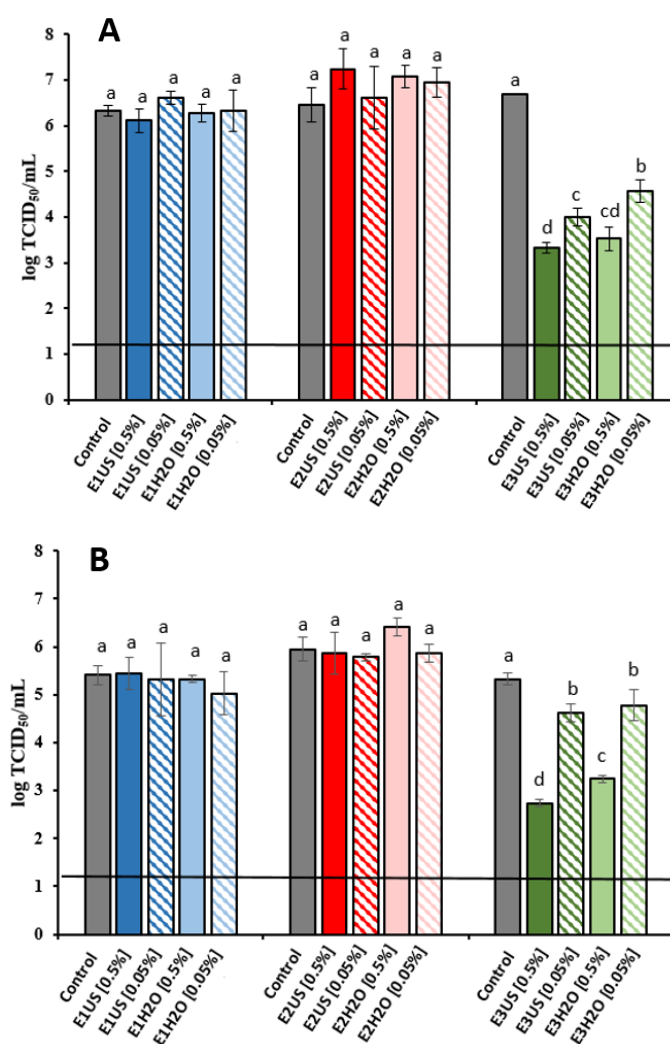 A
log TCID50/mL
8
7
6
5
4
3
2
1
0
a a a a a
a a a a a
a d c cd b
Control E1US [0.5%] E1US [0.05%] E1H2O [0.5%] E1H2O [0.05%]
Control E2US [0.5%] E2US [0.05%] E2H2O [0.5%] E2H2O [0.05%]
Control E3US [0.5%] E3US [0.05%] E3H2O [0.5%] E3H2O [0.05%]
B
log TCID50/mL
8
7
6
5
4
3
2
1
0
a a a a a
a a a a a
a d b c b
Control E1US [0.5%] E1US [0.05%] E1H2O [0.5%] E1H2O [0.05%]
Control E2US [0.5%] E2US [0.05%] E2H2O [0.5%] E2H2O [0.05%]
Control E3US [0.5%] E3US [0.05%] E3H2O [0.5%] E3H2O [0.05%]